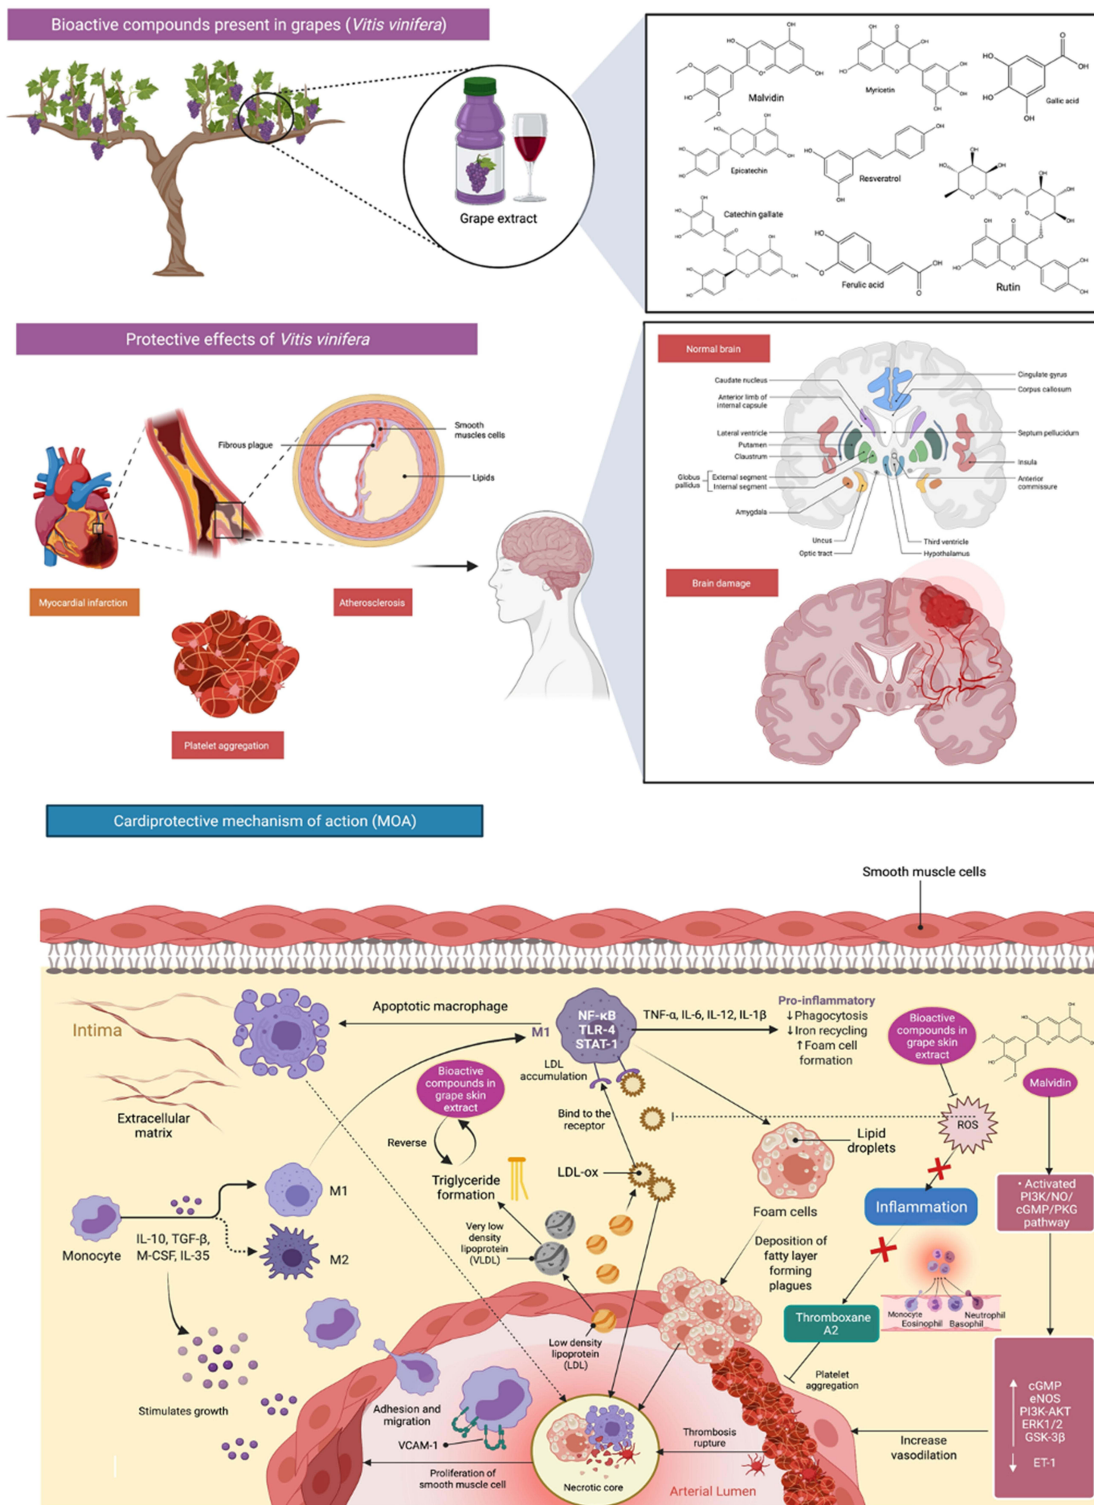 Bioactive compounds present in grapes (Vitis vinifera)
Grape extract
Malvidin
Myricetin
Gallic acid
Epicatechin
Resveratrol
Catechin gallate
Ferulic acid
Rutin
Protective effects of Vitis vinifera
Fibrous plague
Smooth
muscles cells
Lipids
Myocardial infarction
Atherosclerosis
Platelet aggregation
Normal brain
Caudate nucleus
Anterior limb of
internal capsule
Lateral ventricle
Putamen
Claustrum
Globus
pallidus
External segment
Internal segment
Amygdala
Uncus
Optic tract
Cingulate gyrus
Corpus callosum
Septum pellucidum
Insula
Anterior
commissure
Third ventricle
Hypothalamus
Brain damage
Cardiprotective mechanism of action (MOA)
Smooth muscle cells
Intima
Extracellular
matrix
Apoptotic macrophage
M1
NF-κB
TLR-4
STAT-1
TNF-α, IL-6, IL-12, IL-1β
Pro-inflammatory
↓Phagocytosis
↓Iron recycling
↑Foam cell
formation
Bioactive
compounds in
grape skin
extract
Malvidin
LDL
accumulation
Bioactive
compounds in
grape skin
extract
Bind to the
receptor
Reverse
Triglyceride
formation
LDL-ox
ROS
Lipid
droplets
Foam cells
Inflammation
• Activated
PI3K/NO/
cGMP/PKG
pathway
Monocyte
M1
M2
IL-10, TGF-β,
M-CSF, IL-35
Very low
density
lipoprotein
(VLDL)
Deposition of
fatty layer
forming
plagues
Monocyte
Neutrophil
Eosinophil
Basophil
Thromboxane
A2
Low density
lipoprotein
(LDL)
Platelet
aggregation
Stimulates growth
Adhesion and
migration
VCAM-1
Proliferation of
smooth muscle cell
Necrotic core
Thrombosis
rupture
Arterial Lumen
Increase
vasodilation
cGMP
eNOS
PI3K-AKT
ERK1/2
GSK-3β
ET-1